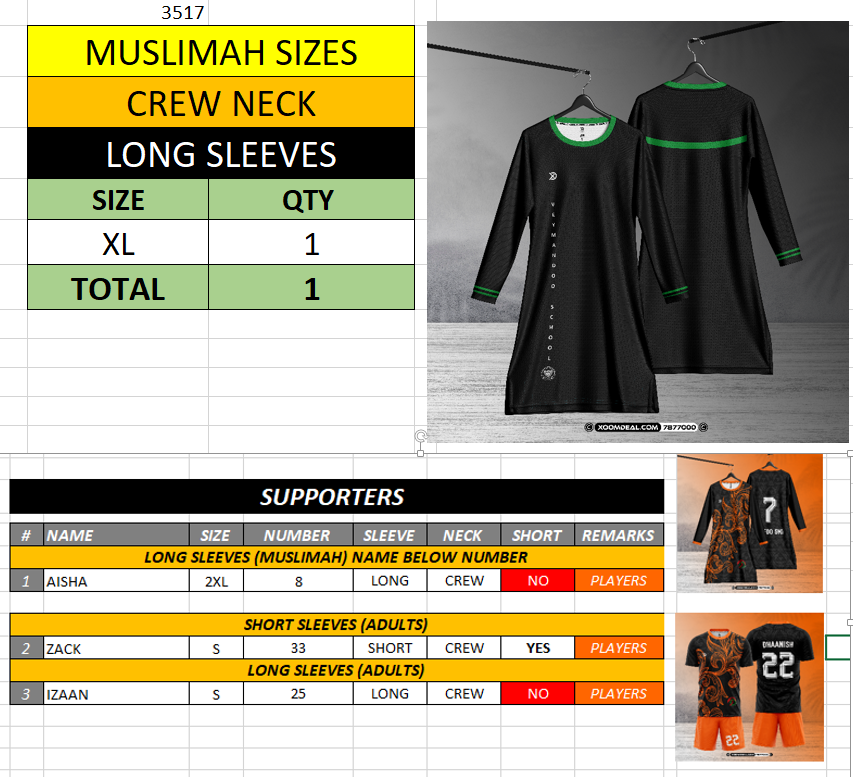 3517
MUSLIMAH SIZES
CREW NECK
LONG SLEEVES
SIZE QTY
XL 1
TOTAL 1
VEYMANDOO SCHOOL
XOOMDEAL.COM 7877000
SUPPORTERS
# NAME SIZE NUMBER SLEEVE NECK SHORT REMARKS
LONG SLEEVES (MUSLIMAH) NAME BELOW NUMBER
1 AISHA 2XL 8 LONG CREW NO PLAYERS
7
SHORT SLEEVES (ADULTS)
2 ZACK S 33 SHORT CREW YES PLAYERS
LONG SLEEVES (ADULTS)
3 IZAAN S 25 LONG CREW NO PLAYERS
DHAANISH
22
22